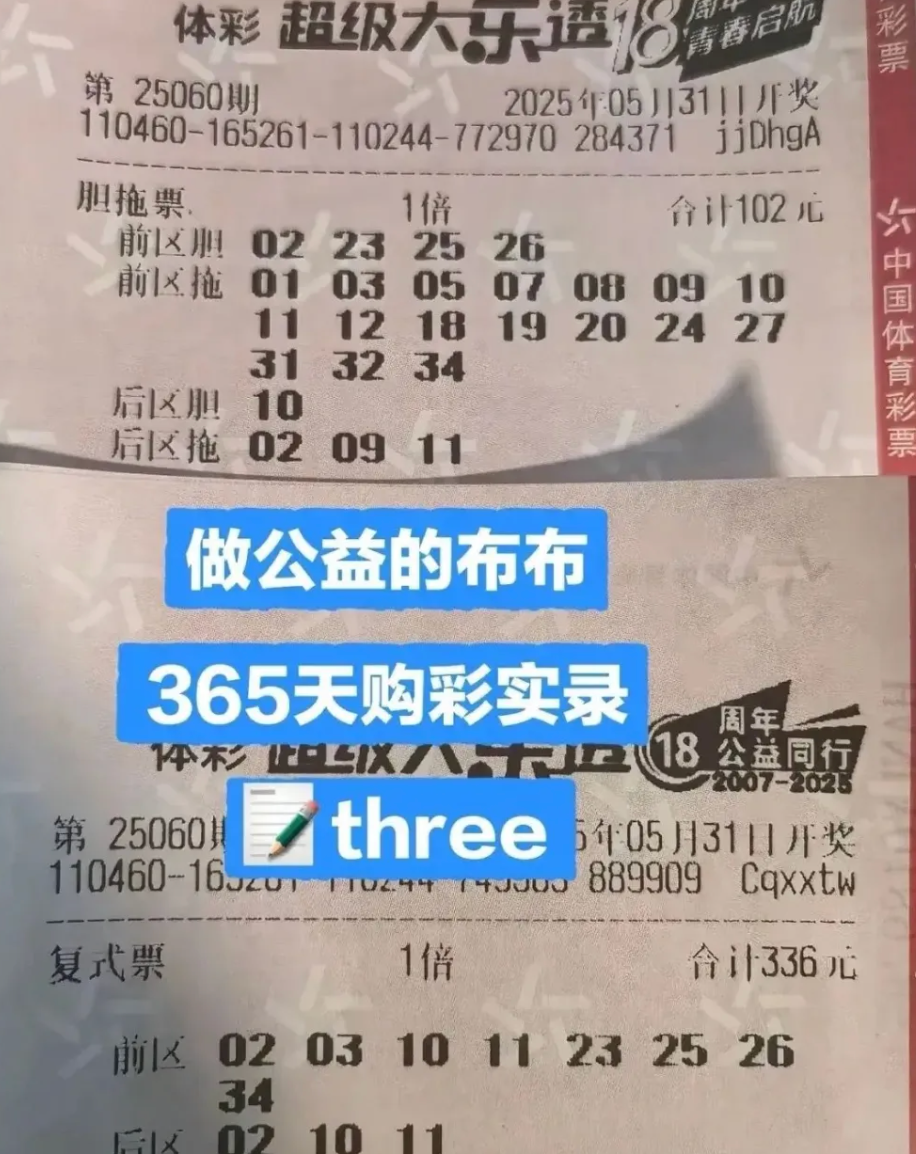 体彩 超级大乐透 18 周年
青春启航
第 25060期 2025年05月31日开奖
110460-165261-110244-772970 284371 jjDhgA
胆拖票. 1倍 合计102元
前区胆 02 23 25 26
前区拖 01 03 05 07 08 09 10
11 12 18 19 20 24 27
31 32 34
后区胆 10
后区拖 02 09 11
彩票
中国体育彩票
做公益的布布
365天购彩实录
体彩 超级大乐透 18 周年
公益同行
2007-2025
three
第 25060期 5年05月31日开奖
110460-165261-110244 889909 Cqxxtw
复式票 1倍 合计336元
前区 02 03 10 11 23 25 26
34
后区 02 10 11